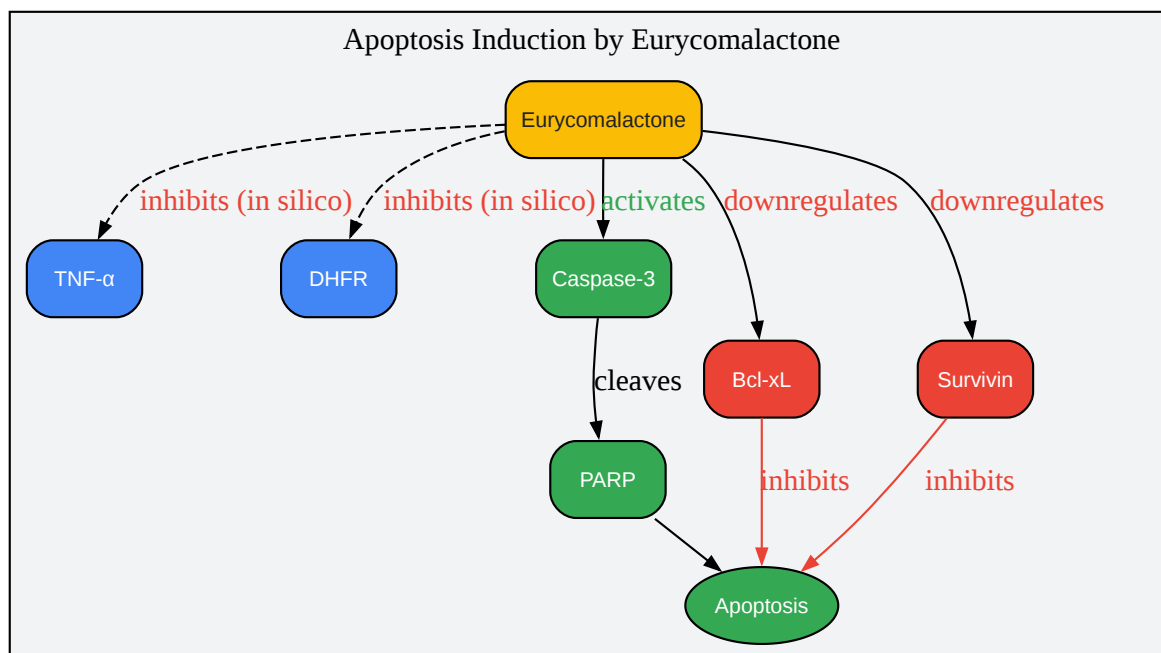 Apoptosis Induction by Eurycomalactone
Eurycomalactone
inhibits (in silico)
inhibits (in silico)
activates
downregulates
downregulates
TNF-α
DHFR
Caspase-3
cleaves
Bcl-xL
Survivin
PARP
inhibits
inhibits
Apoptosis